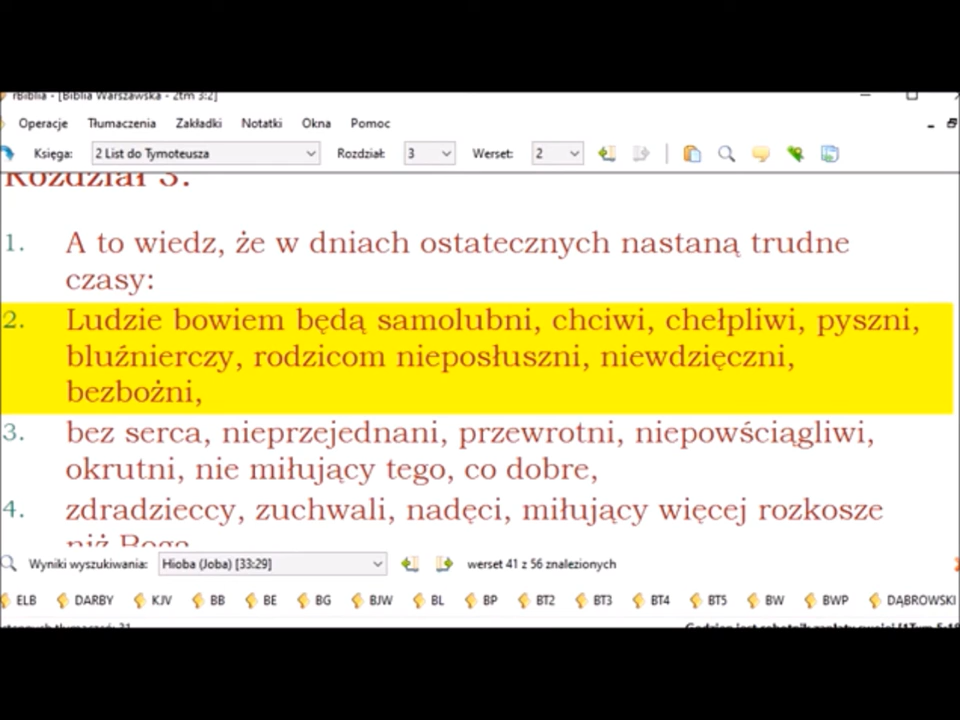 rBiblia - [Biblia Warszawska - 2tm 3:2]
Operacje Tłumaczenia Zakładki Notatki Okna Pomoc
Księga: 2 List do Tymoteusza Rozdział: 3 Werset: 2
Rozdział 3.
1. A to wiedz, że w dniach ostatecznych nastaną trudne
czasy:
2. Ludzie bowiem będą samolubni, chciwi, chełpliwi, pyszni,
bluźnierczy, rodzicom nieposłuszni, niewdzięczni,
bezbożni,
3. bez serca, nieprzejednani, przewrotni, niepowściągliwi,
okrutni, nie miłujący tego, co dobre,
4. zdradzieccy, zuchwali, nadęci, miłujący więcej rozkosze
niż Boga
Wyniki wyszukiwania: Hioba (Joba) [33:29] werset 41 z 56 znalezionych
ELB DARBY KJV BB BE BG BJW BL BP BT2 BT3 BT4 BT5 BW BWP DĄBROWSKI